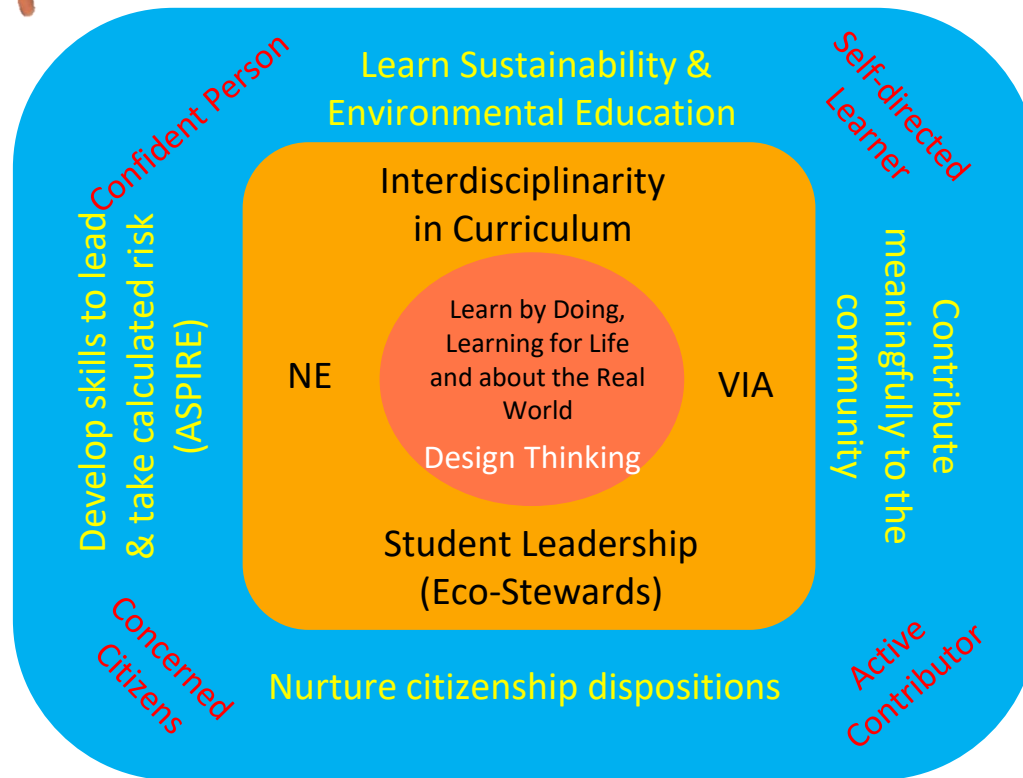 Confident Person
Learn Sustainability &
Environmental Education
Self-directed
Learner
Develop skills to lead
& take calculated risk
(ASPIRE)
Interdisciplinarity
in Curriculum
NE
Learn by Doing,
Learning for Life
and about the Real
World
Design Thinking
VIA
Student Leadership
(Eco-Stewards)
Contribute
meaningfully to the
community
Concerned
Citizens
Nurture citizenship dispositions
Active
Contributor